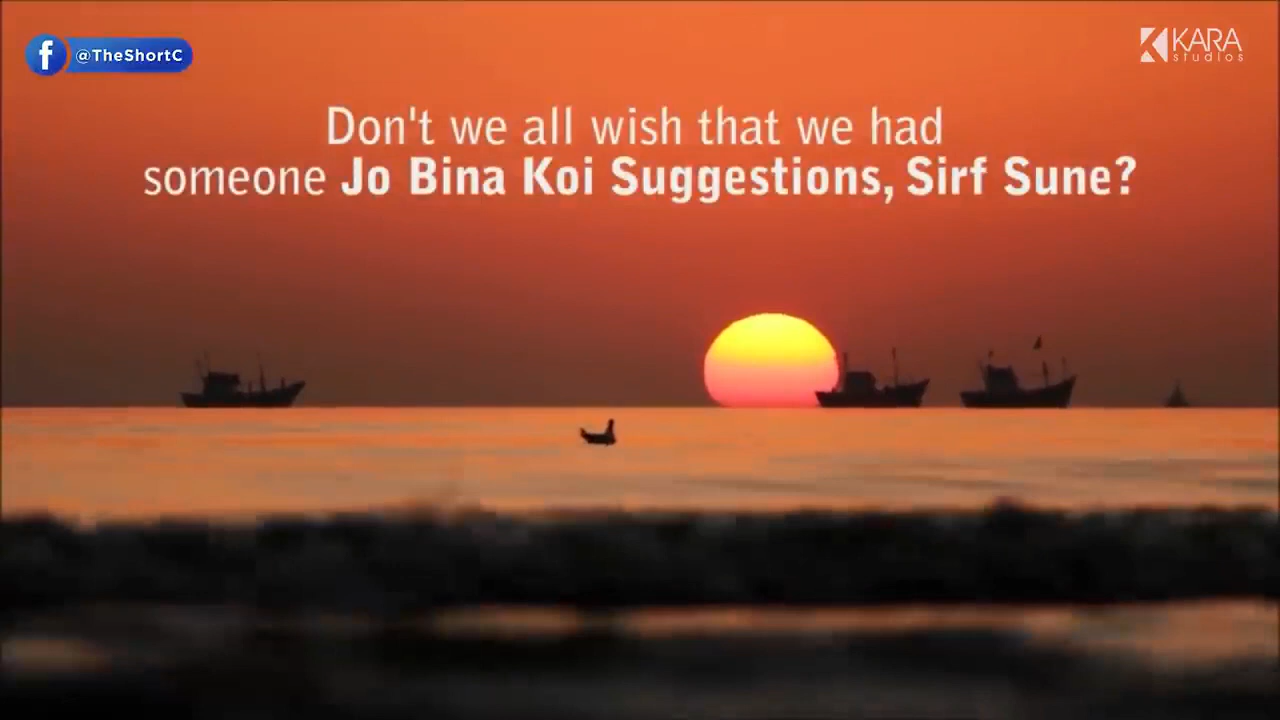 @TheShortC
KARA
studios
Don't we all wish that we had
someone Jo Bina Koi Suggestions, Sirf Sune?